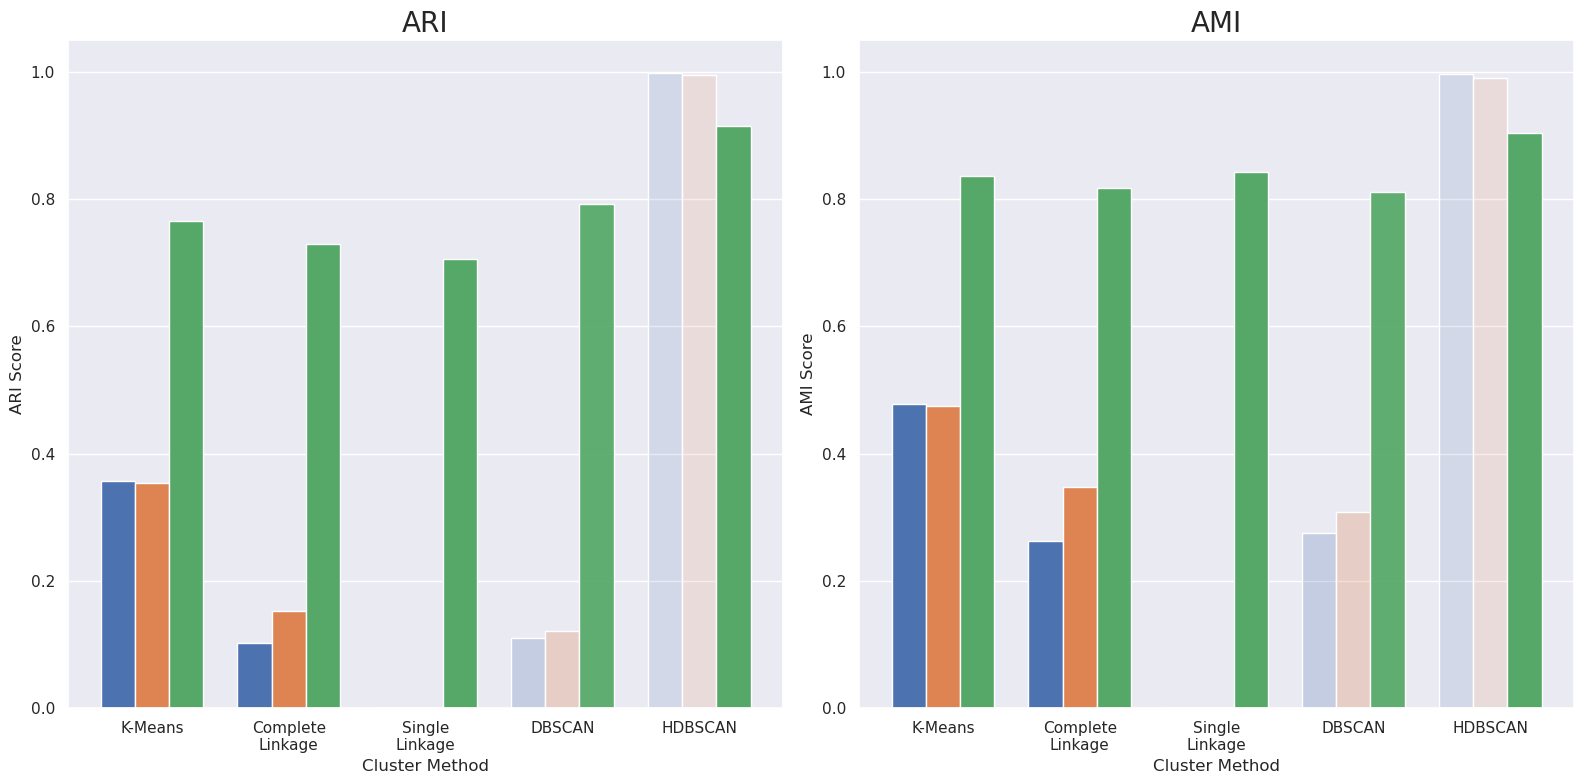 ARI
1.0
0.8
0.6
0.4
0.2
0.0
ARI Score
K-Means
Complete
Linkage
Single
Linkage
DBSCAN
HDBSCAN
Cluster Method
AMI
1.0
0.8
0.6
0.4
0.2
0.0
AMI Score
K-Means
Complete
Linkage
Single
Linkage
DBSCAN
HDBSCAN
Cluster Method